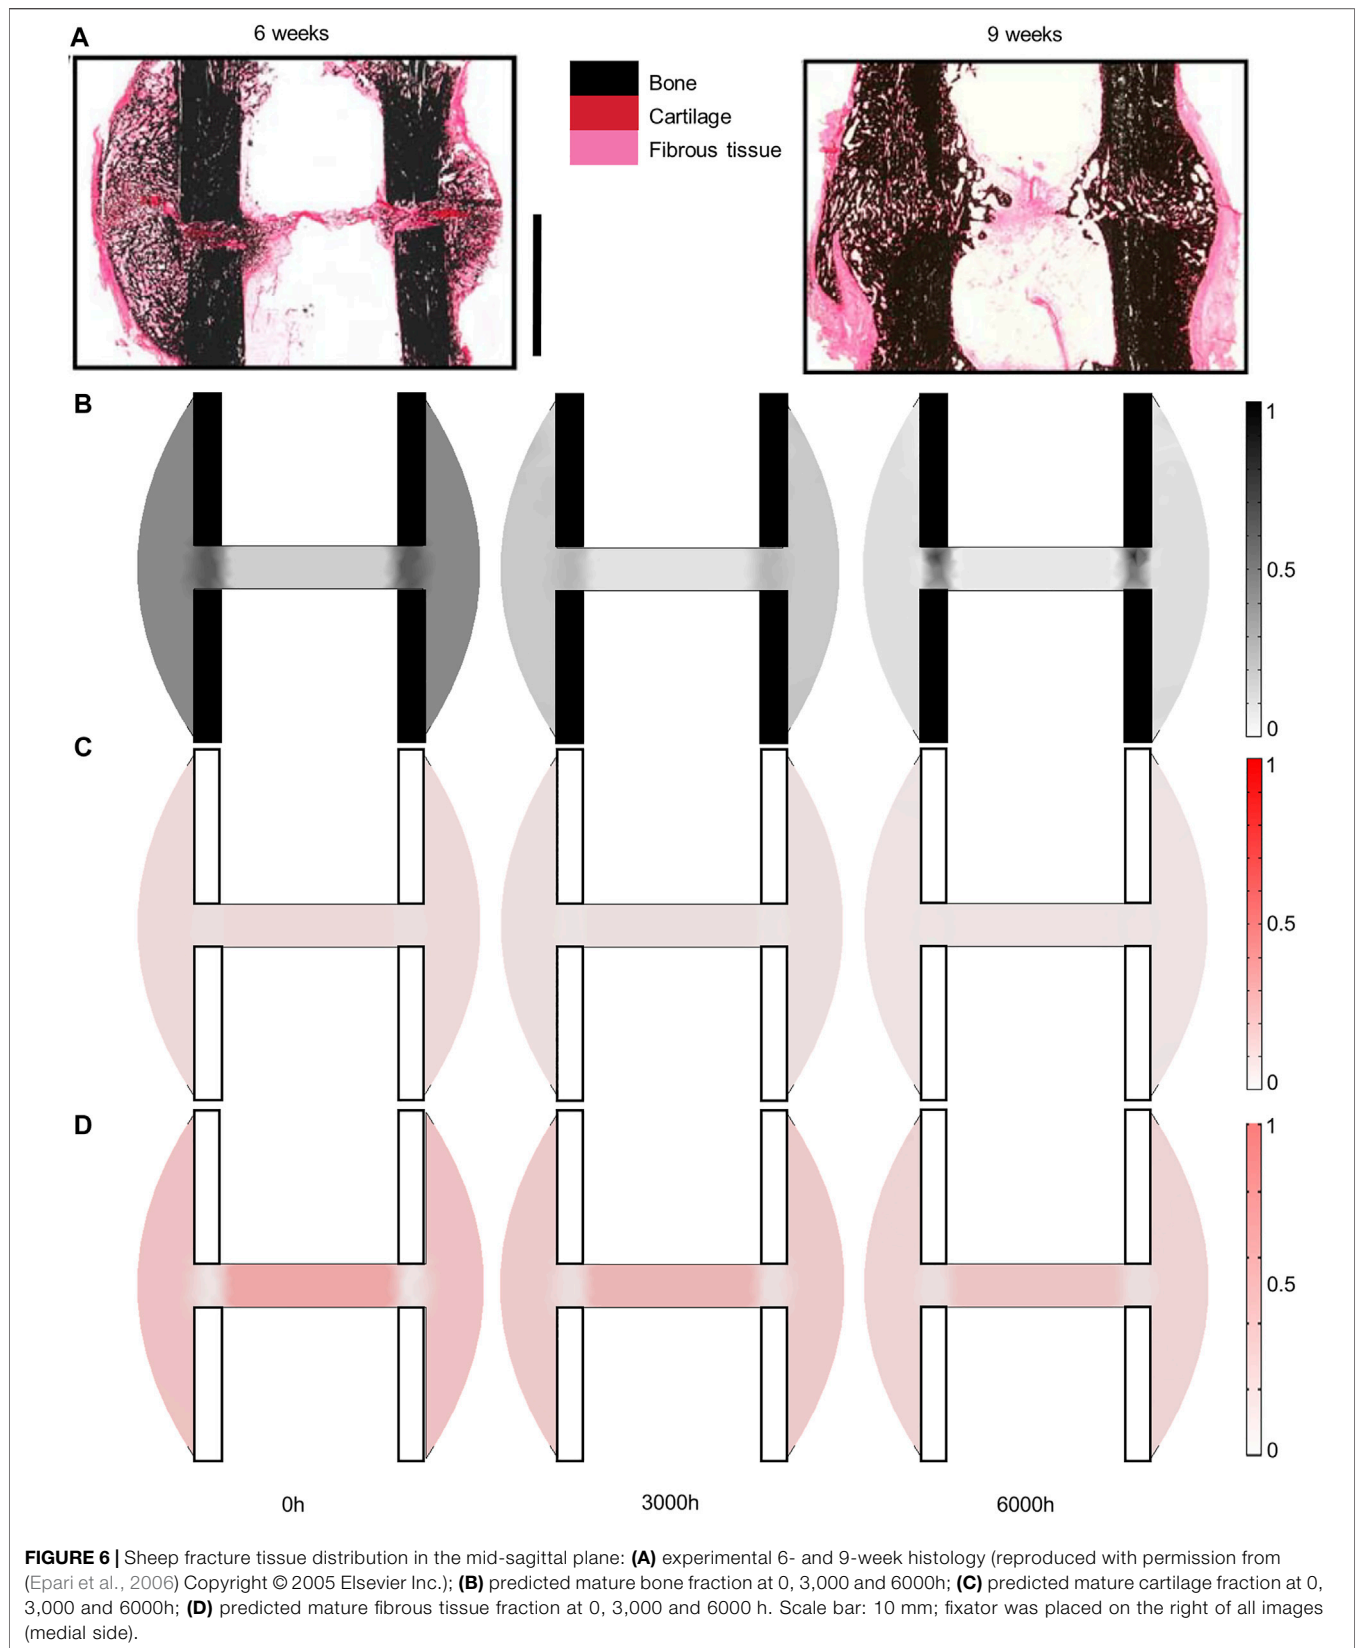 A
6 weeks
9 weeks
Bone
Cartilage
Fibrous tissue
B
1
0.5
0
C
1
0.5
0
D
1
0.5
0
0h
3000h
6000h
FIGURE 6 | Sheep fracture tissue distribution in the mid-sagittal plane: (A) experimental 6- and 9-week histology (reproduced with permission from
(Epari et al., 2006) Copyright © 2005 Elsevier Inc.); (B) predicted mature bone fraction at 0, 3,000 and 6000h; (C) predicted mature cartilage fraction at 0,
3,000 and 6000h; (D) predicted mature fibrous tissue fraction at 0, 3,000 and 6000 h. Scale bar: 10 mm; fixator was placed on the right of all images
(medial side).